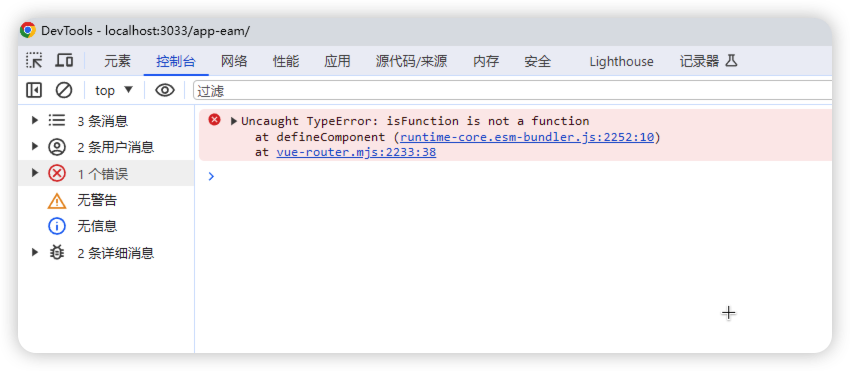 DevTools - localhost:3033/app-eam/
元素 控制台 网络 性能 应用 源代码/来源 内存 安全 Lighthouse 记录器
top ▼ 过滤
3 条消息
2 条用户消息
1 个错误
无警告
无信息
2 条详细消息
Uncaught TypeError: isFunction is not a function
at defineComponent (runtime-core.esm-bundler.js:2252:10)
at vue-router.mjs:2233:38